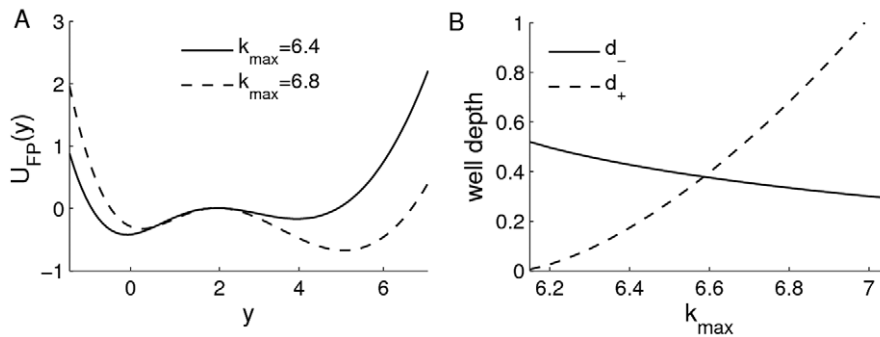 A
3
k_max=6.4
k_max=6.8
2
1
0
−1
U_FP(y)
0
2
4
6
y
B
1
d_−
d_+
0.8
0.6
0.4
0.2
0
well depth
6.2
6.4
6.6
6.8
7
k_max